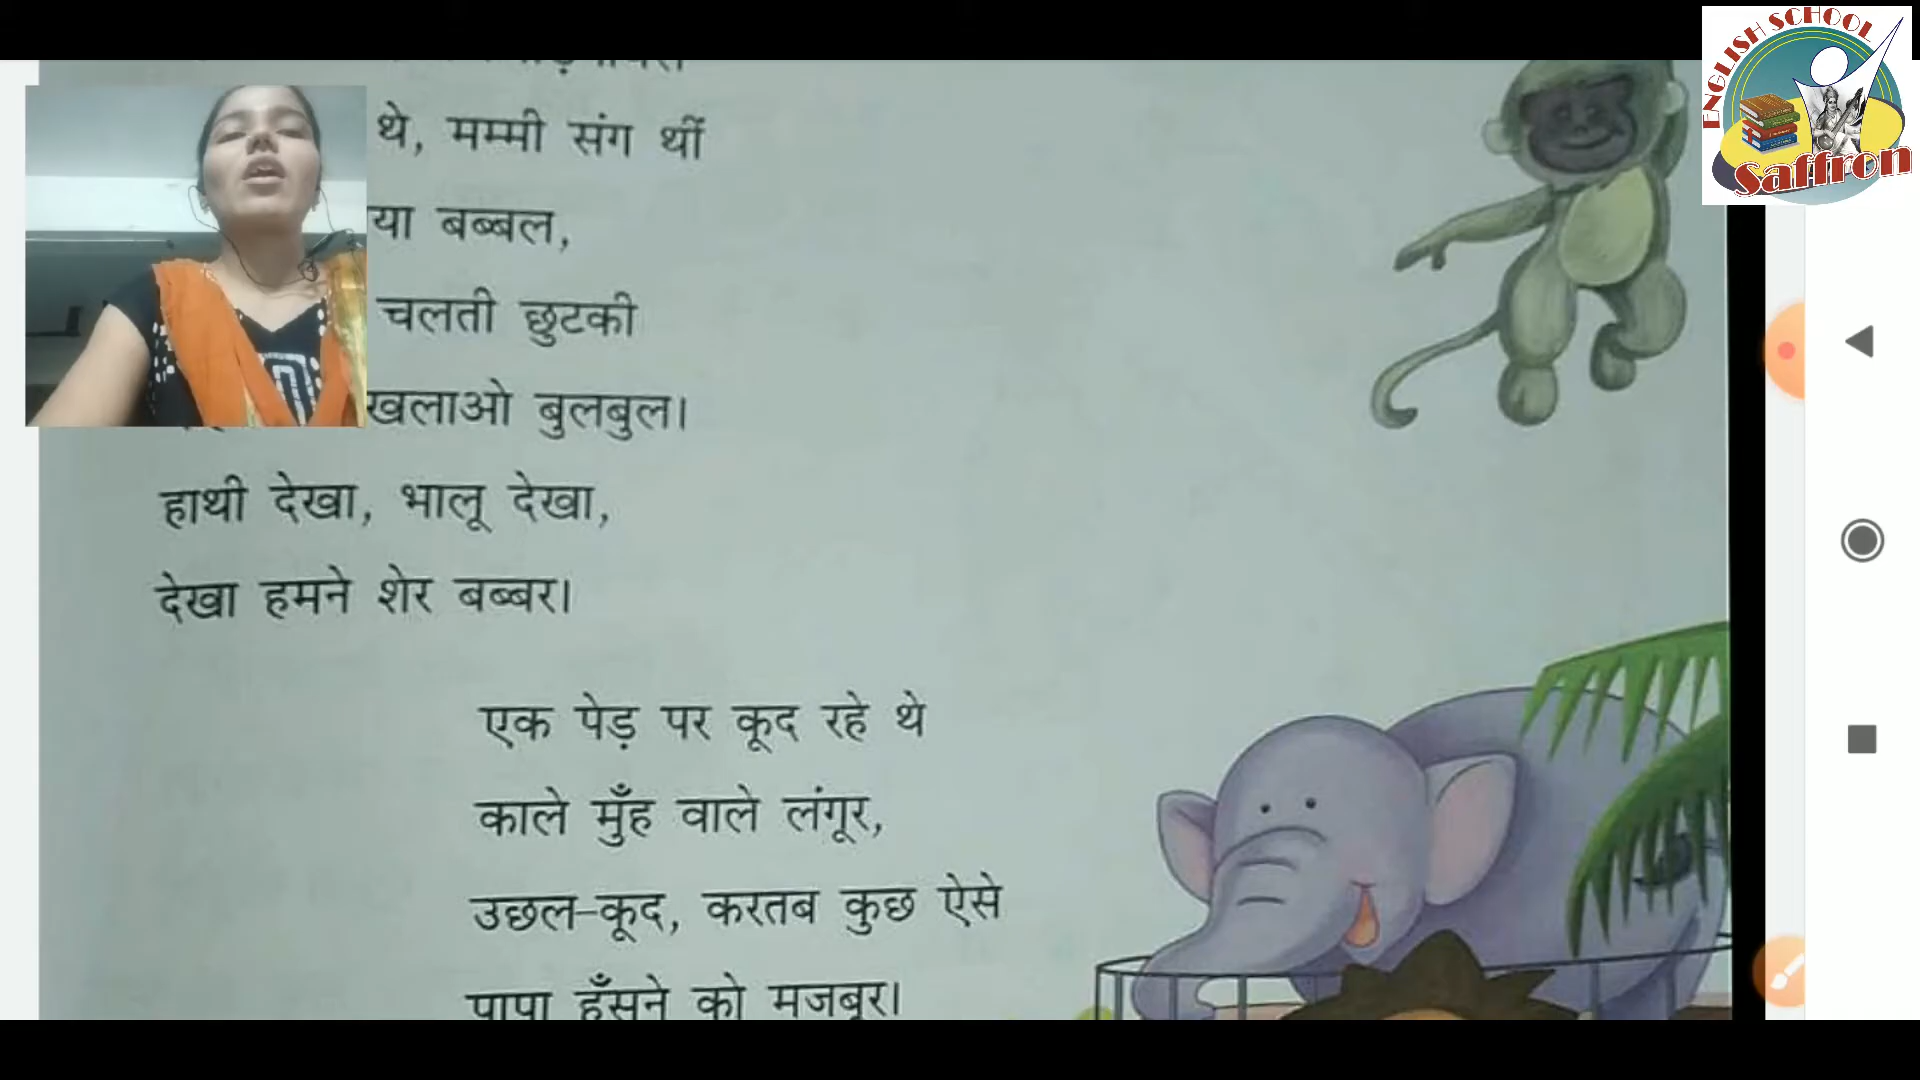 ENGLISH SCHOOL
Saffron
थे, मम्मी संग थीं
बब्बल,
चलती छुटकी
बुलबुल।
हाथी देखा, भालू देखा,
देखा हमने शेर बब्बर।
एक पेड़ पर कूद रहे थे
काले मुँह वाले लंगूर,
उछल-कूद, करतब कुछ ऐसे
पापा हँसने को मजबूर।